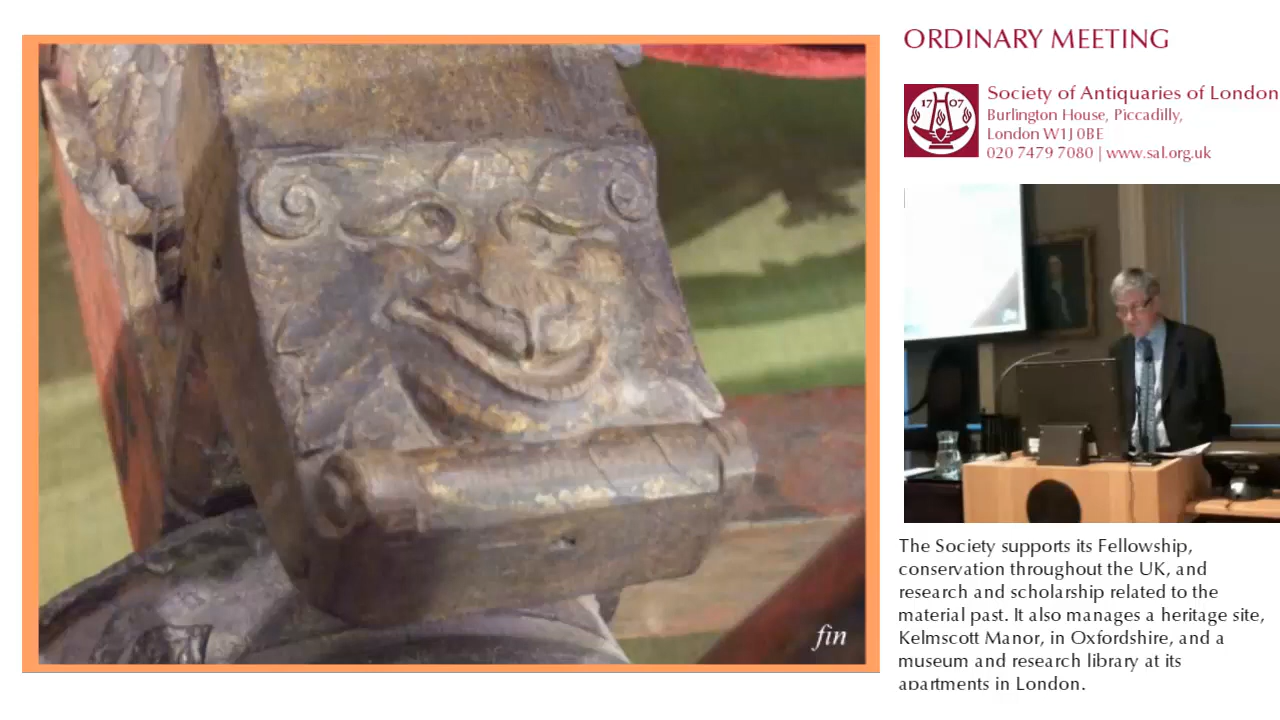 ORDINARY MEETING
17 07
Society of Antiquaries of London
Burlington House, Piccadilly,
London W1J 0BE
020 7479 7080 | www.sal.org.uk
The Society supports its Fellowship,
conservation throughout the UK, and
research and scholarship related to the
material past. It also manages a heritage site,
Kelmscott Manor, in Oxfordshire, and a
museum and research library at its
apartments in London.
fin